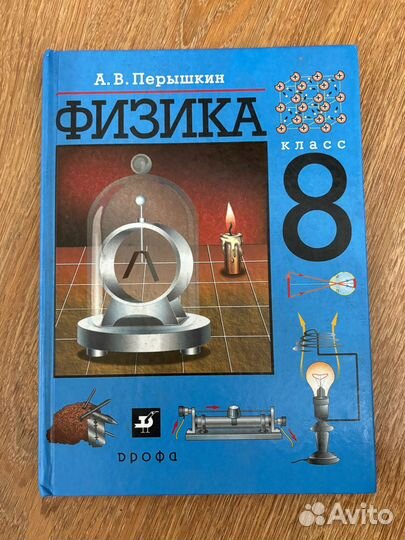 А. В. Перышкин
ФИЗИКА
класс
8
дрофа
Avito